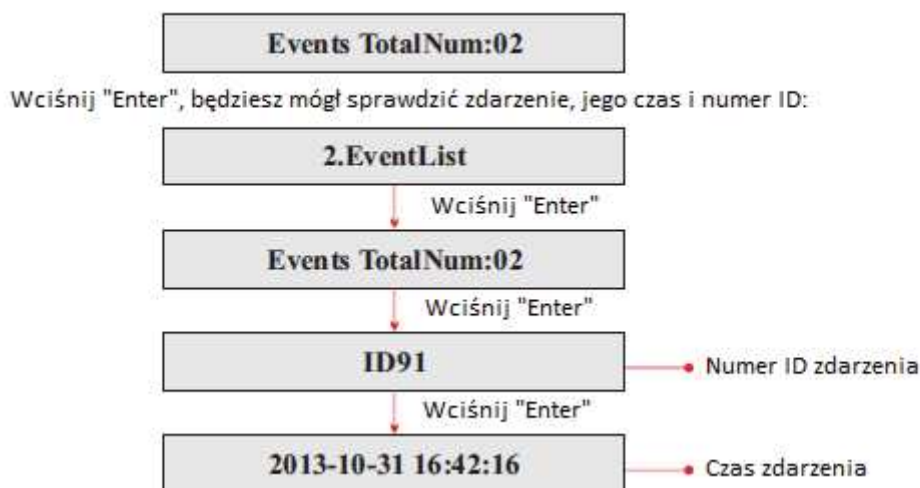 Events TotalNum:02
Wciśnij "Enter", będziesz mógł sprawdzić zdarzenie, jego czas i numer ID:
2.EventList
Wciśnij "Enter"
Events TotalNum:02
Wciśnij "Enter"
ID91
Numer ID zdarzenia
Wciśnij "Enter"
2013-10-31 16:42:16
Czas zdarzenia